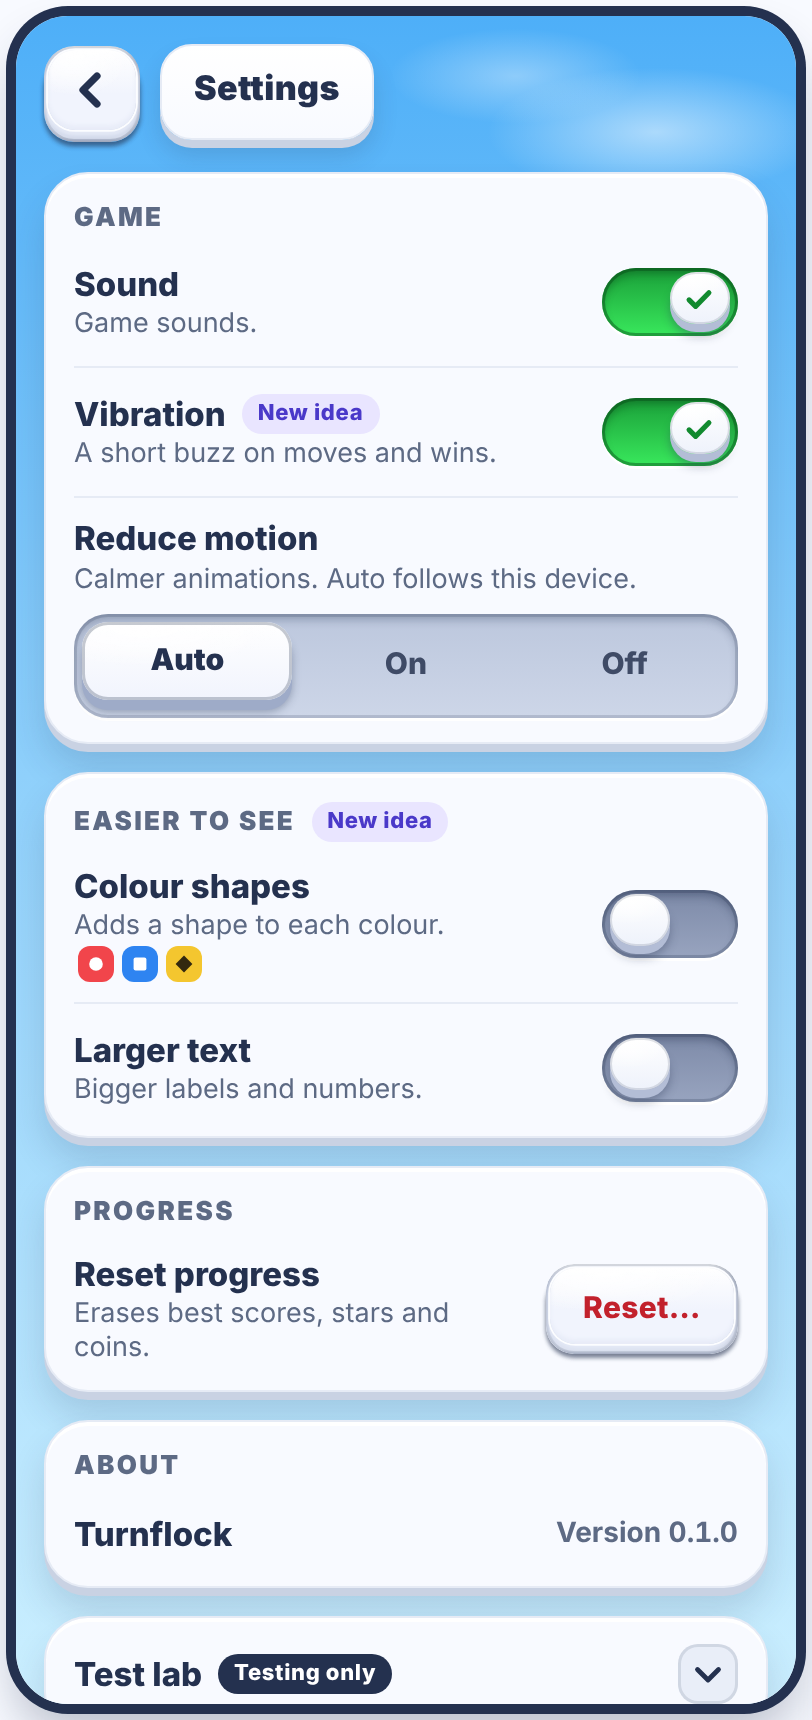 Settings
GAME
Sound
Game sounds.
Vibration New idea
A short buzz on moves and wins.
Reduce motion
Calmer animations. Auto follows this device.
Auto On Off
EASIER TO SEE New idea
Colour shapes
Adds a shape to each colour.
Larger text
Bigger labels and numbers.
PROGRESS
Reset progress
Erases best scores, stars and
coins.
Reset...
ABOUT
Turnflock Version 0.1.0
Test lab Testing only